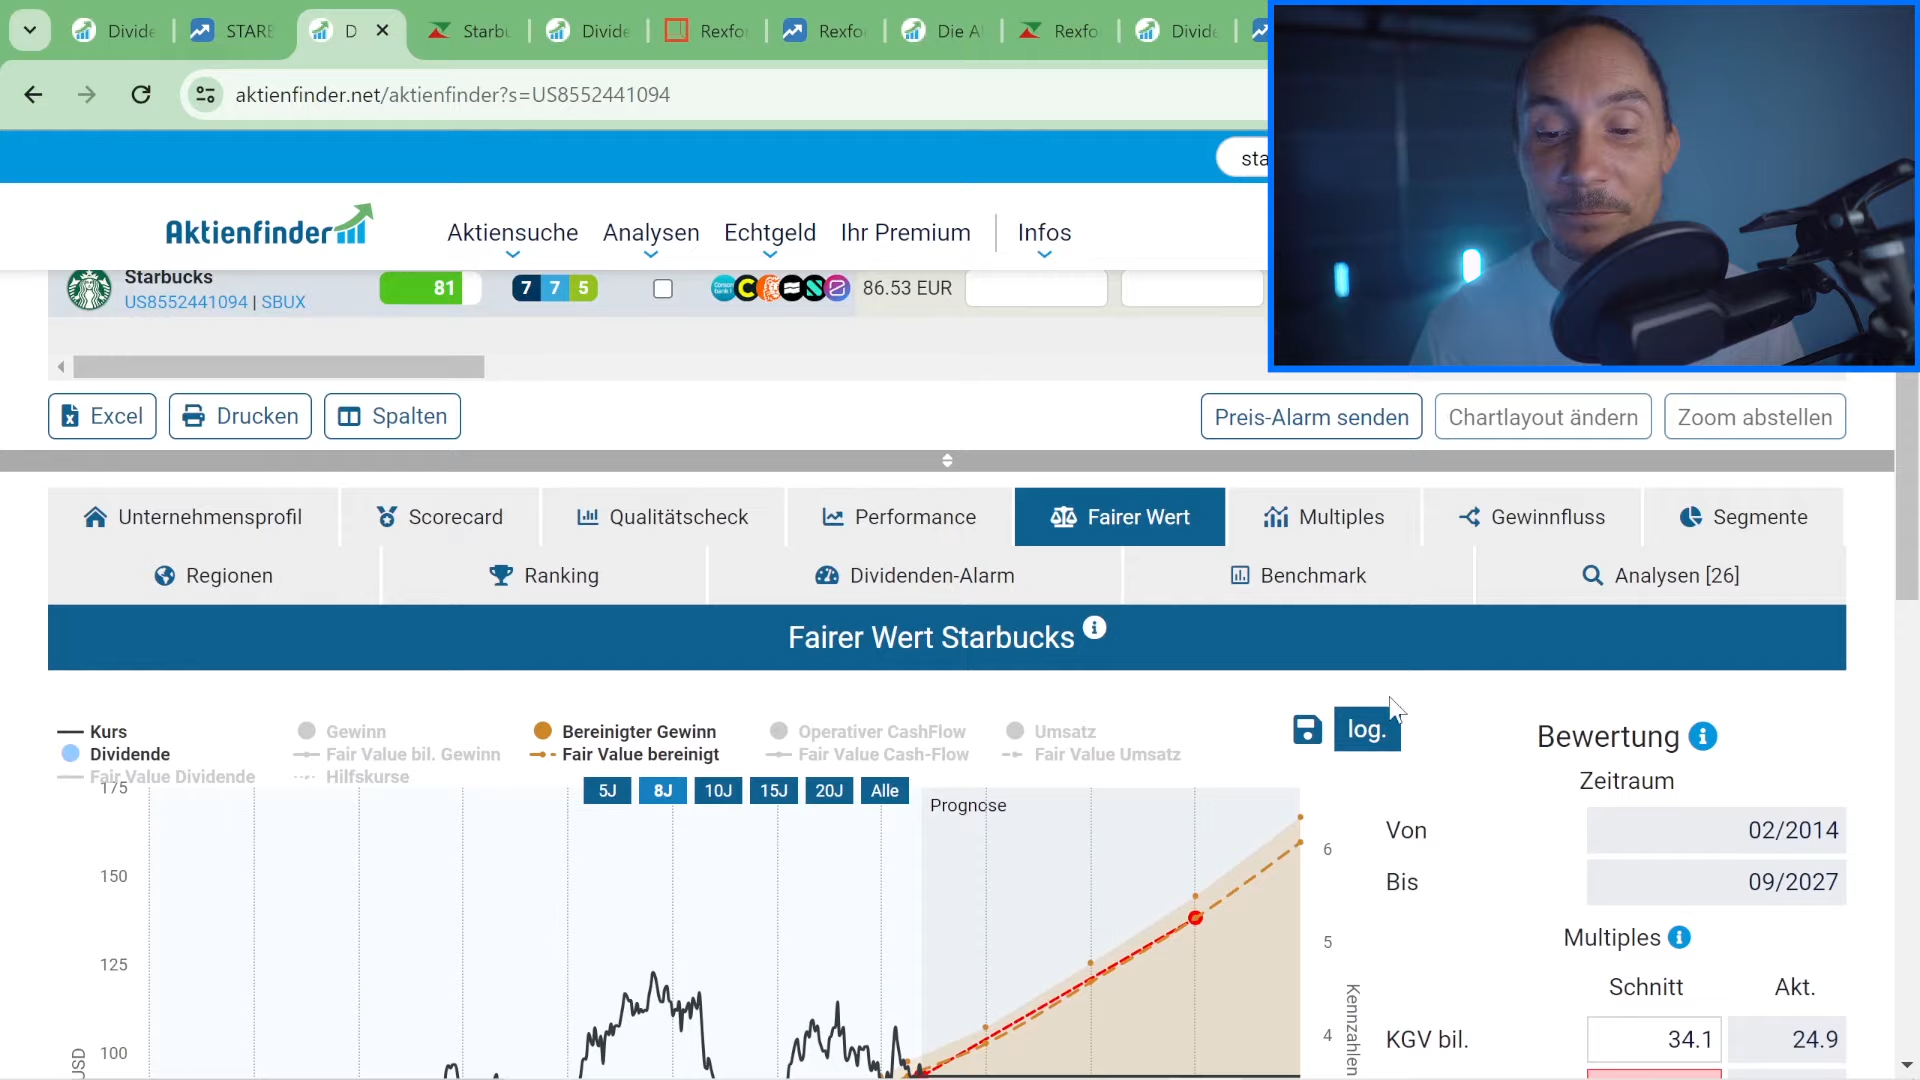 Divide
STARB
D
Starbu
Divide
Rexfo
Rexfo
Die A
Rexfo
Divide
aktienfinder.net/aktienfinder?s=US8552441094
sta
Aktienfinder
Aktiensuche
Analysen
Echtgeld
Ihr Premium
Infos
Starbucks
US8552441094 | SBUX
81
7 7 5
86.53 EUR
Excel
Drucken
Spalten
Preis-Alarm senden
Chartlayout ändern
Zoom abstellen
Unternehmensprofil
Scorecard
Qualitätscheck
Performance
Fairer Wert
Multiples
Gewinnfluss
Segmente
Regionen
Ranking
Dividenden-Alarm
Benchmark
Analysen [26]
Fairer Wert Starbucks
Kurs
Dividende
Fair Value Dividende
Gewinn
Fair Value bil. Gewinn
Hilfskurse
Bereinigter Gewinn
Fair Value bereinigt
Operativer CashFlow
Fair Value Cash-Flow
Umsatz
Fair Value Umsatz
log.
5J
8J
10J
15J
20J
Alle
Prognose
175
150
125
100
USD
6
5
4
Kennzahlen
Bewertung
Zeitraum
Von
02/2014
Bis
09/2027
Multiples
Schnitt
Akt.
KGV bil.
34.1
24.9